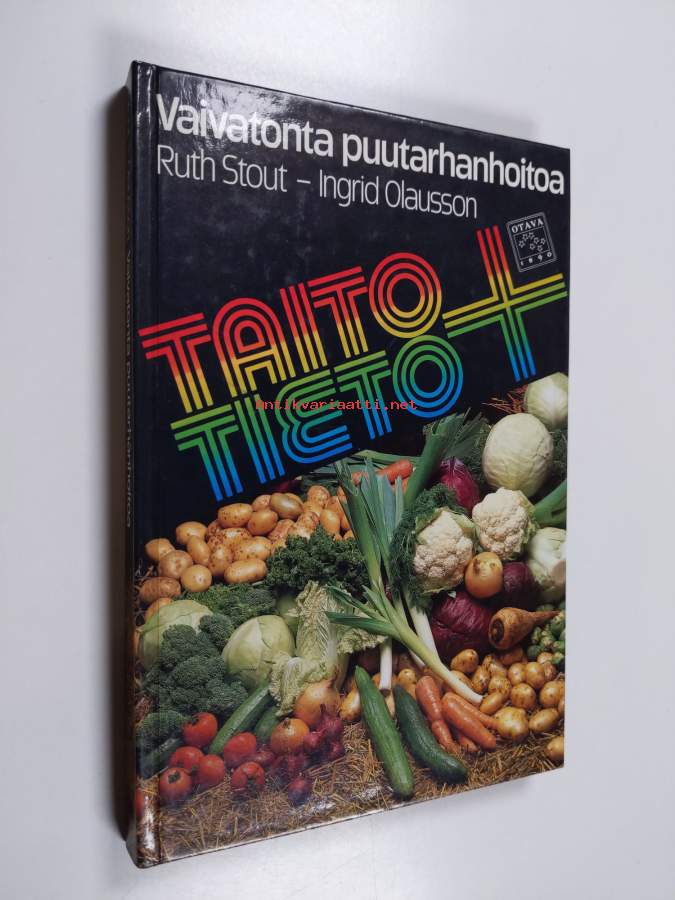 Vaivatonta puutarhanhoitoa
Ruth Stout – Ingrid Olausson
OTAVA
1890
TAITO
TIETO +
antikvariaatti.net
Vaivatonta puutarhanhoitoa